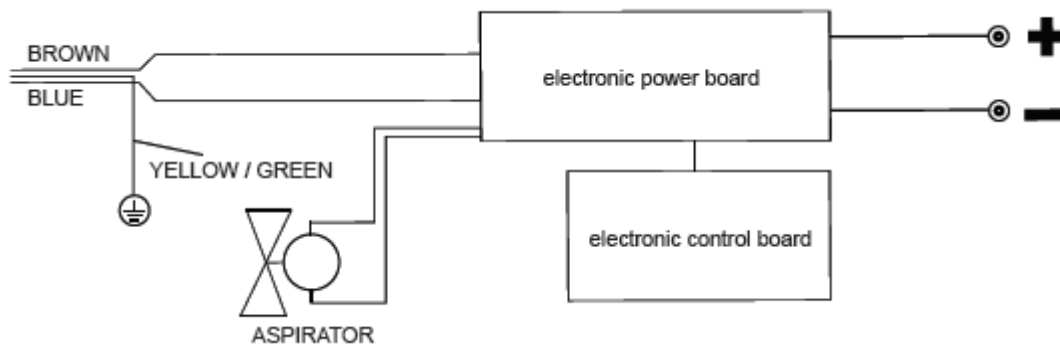 BROWN
BLUE
YELLOW / GREEN
electronic power board
+
−
electronic control board
ASPIRATOR